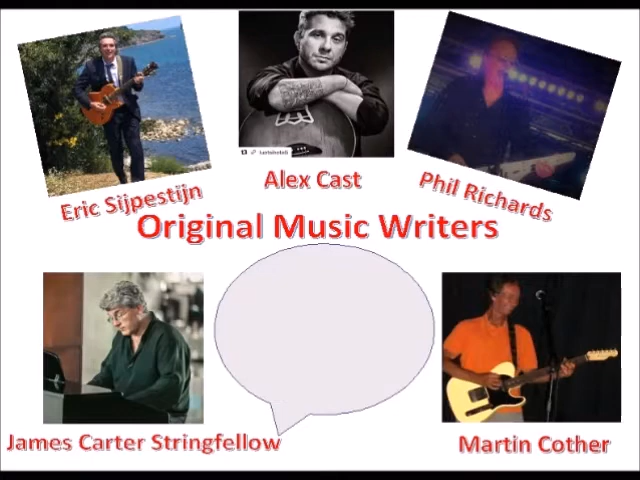 Eric Sijpestijn
Alex Cast
Phil Richards
Original Music Writers
James Carter Stringfellow
Martin Cother